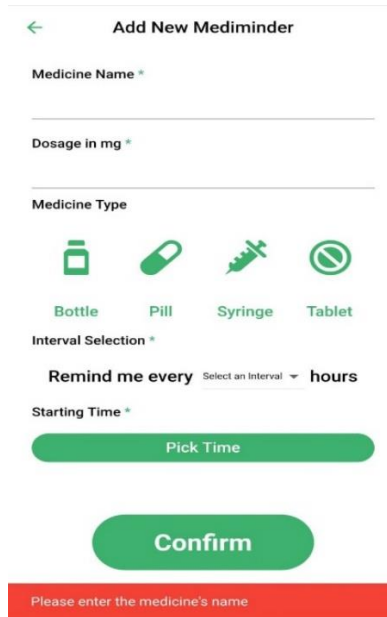 Add New Mediminder
Medicine Name *
Dosage in mg *
Medicine Type
Bottle Pill Syringe Tablet
Interval Selection *
Remind me every Select an Interval hours
Starting Time *
Pick Time
Confirm
Please enter the medicine's name